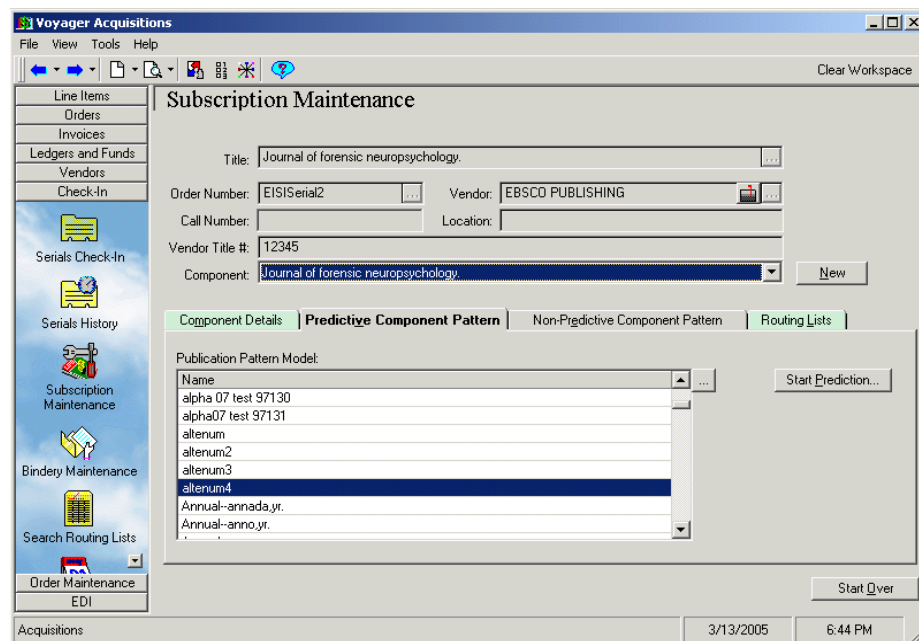 Voyager Acquisitions
File View Tools Help
Clear Workspace
Line Items
Orders
Invoices
Ledgers and Funds
Vendors
Check-In
Serials Check-In
Serials History
Subscription
Maintenance
Bindery Maintenance
Search Routing Lists
Order Maintenance
EDI
Subscription Maintenance
Title: Journal of forensic neuropsychology. ...
Order Number: EISISerial2 ... Vendor: EBSCO PUBLISHING ...
Call Number: Location:
Vendor Title #: 12345
Component: Journal of forensic neuropsychology. New
Component Details Predictive Component Pattern Non-Predictive Component Pattern Routing Lists
Publication Pattern Model:
Name ... Start Prediction...
alpha 07 test 97130
alpha07 test 97131
altenum
altenum2
altenum3
altenum4
Annual--annada,yr.
Annual--anno,yr.
Start Over
Acquisitions 3/13/2005 6:44 PM